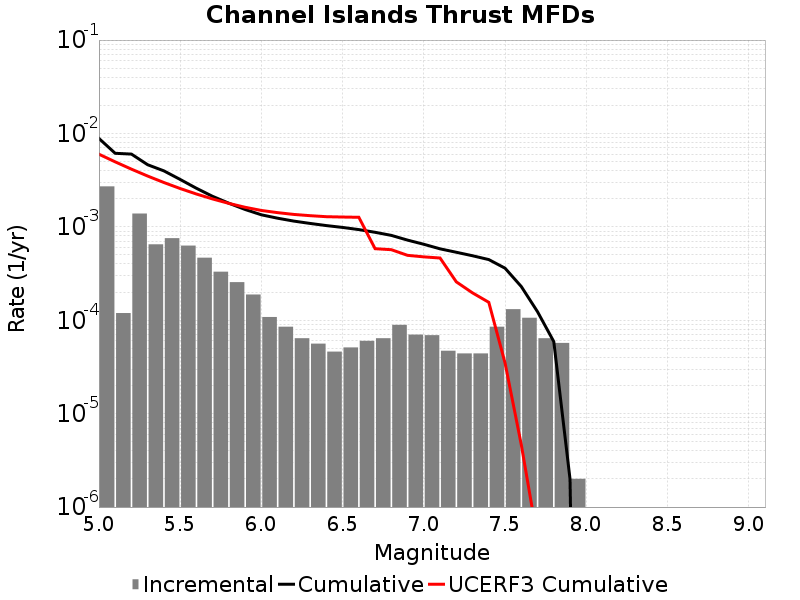 Channel Islands Thrust MFDs
10^-1
10^-2
10^-3
10^-4
10^-5
10^-6
Rate (1/yr)
5.0 5.5 6.0 6.5 7.0 7.5 8.0 8.5 9.0
Magnitude
Incremental Cumulative UCERF3 Cumulative